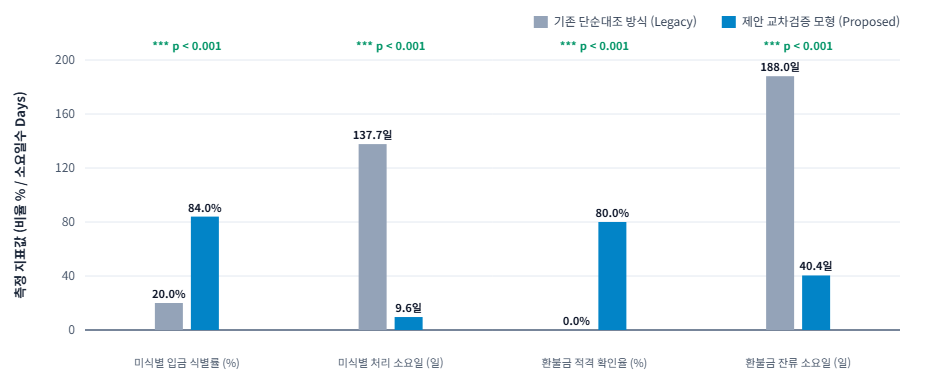 기존 단순대조 방식 (Legacy)
제안 교차검증 모형 (Proposed)
*** p < 0.001
*** p < 0.001
*** p < 0.001
*** p < 0.001
측정 지표값 (비율 % / 소요일수 Days)
200
160
120
80
40
0
20.0%
84.0%
137.7일
9.6일
0.0%
80.0%
188.0일
40.4일
미식별 입금 식별률 (%)
미식별 처리 소요일 (일)
환불금 적격 확인율 (%)
환불금 잔류 소요일 (일)